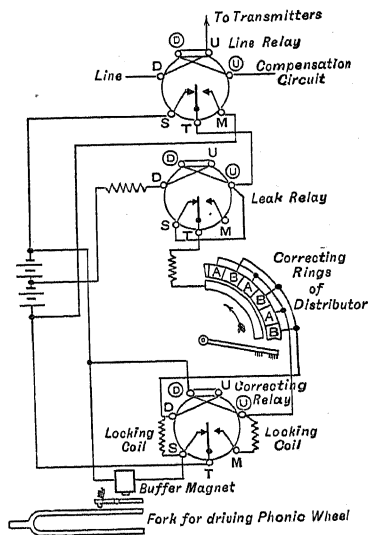 To Transmitters
Ⓓ U Line Relay
Line D Ⓤ Compensation
Circuit
S T M
Ⓓ U
D Ⓤ
Leak Relay
S T M
Correcting
Rings
of
Distributor
A B A B A B
Ⓓ U Correcting
Relay
D Ⓤ
Locking
Coil
Locking
Coil
S T M
Buffer Magnet
Fork for driving Phonic Wheel